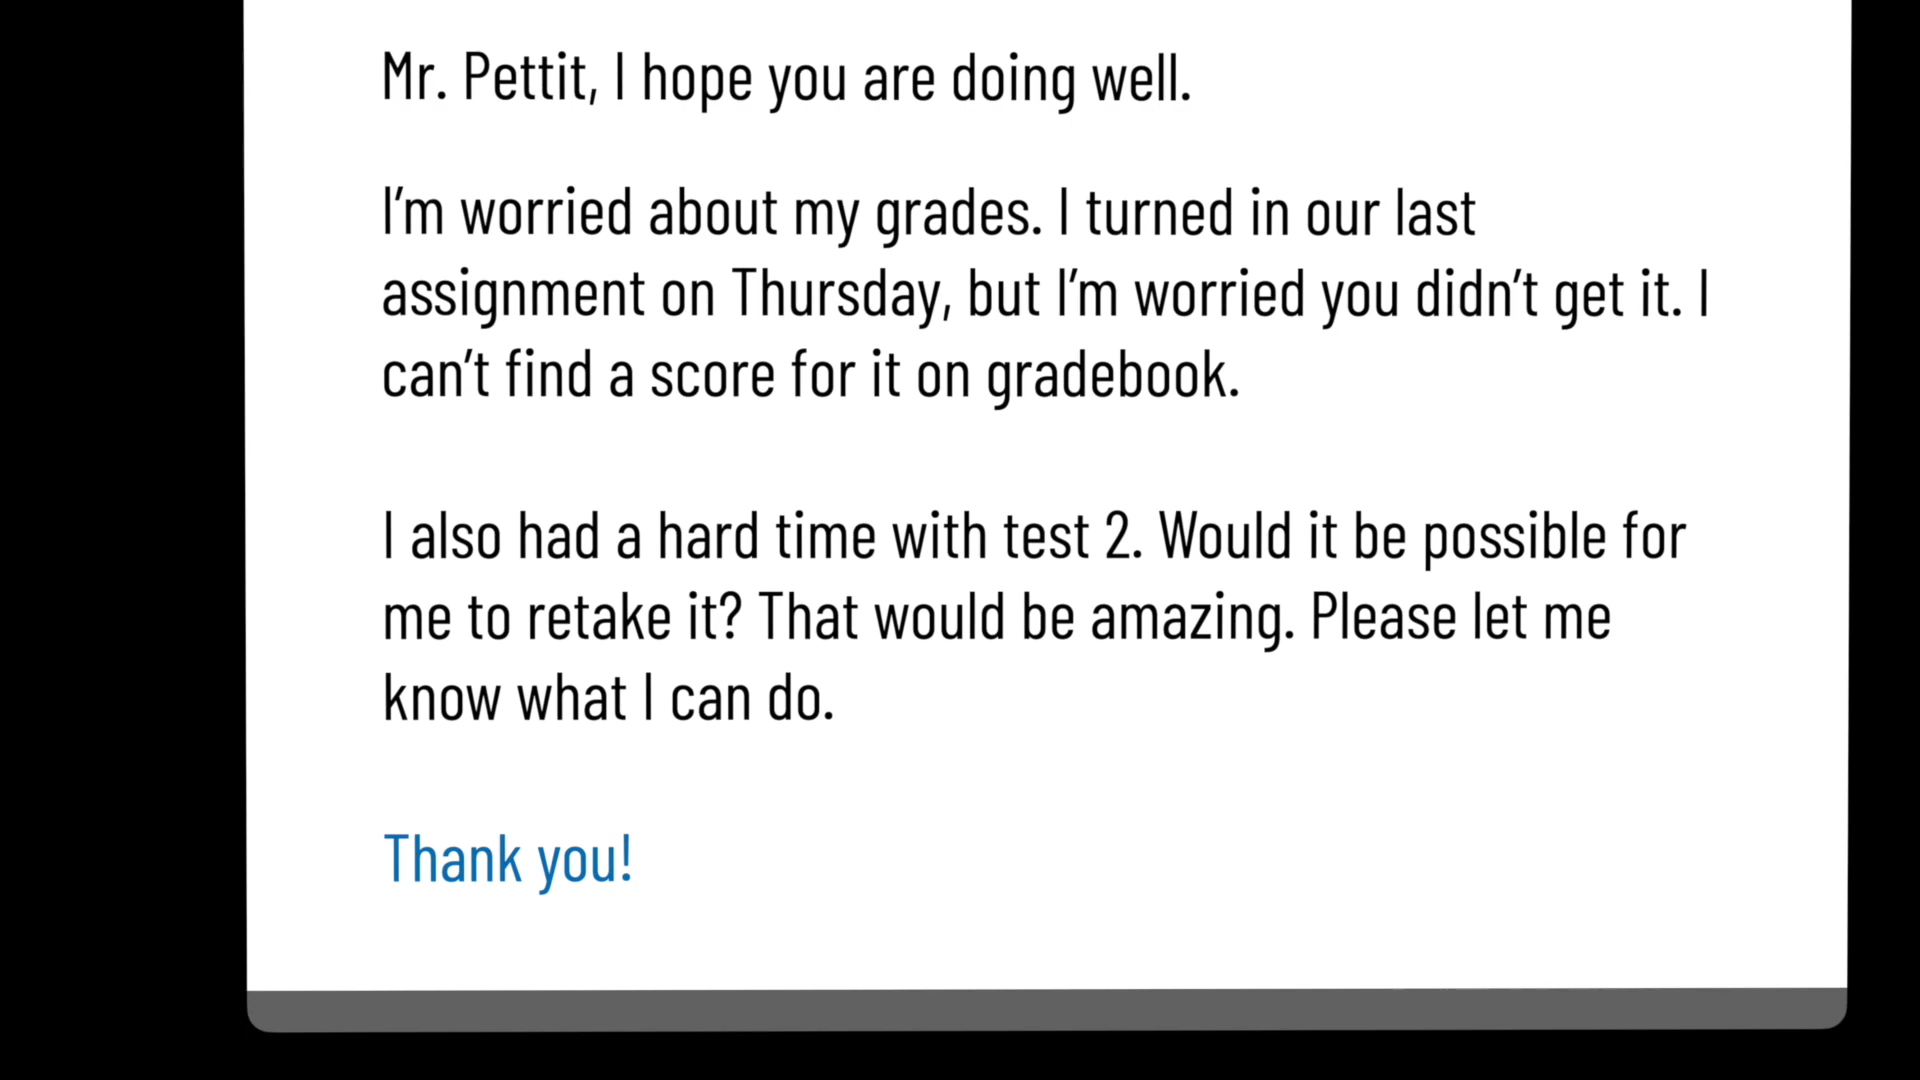 Mr. Pettit, I hope you are doing well.
I’m worried about my grades. I turned in our last
assignment on Thursday, but I’m worried you didn’t get it. I
can’t find a score for it on gradebook.
I also had a hard time with test 2. Would it be possible for
me to retake it? That would be amazing. Please let me
know what I can do.
Thank you!